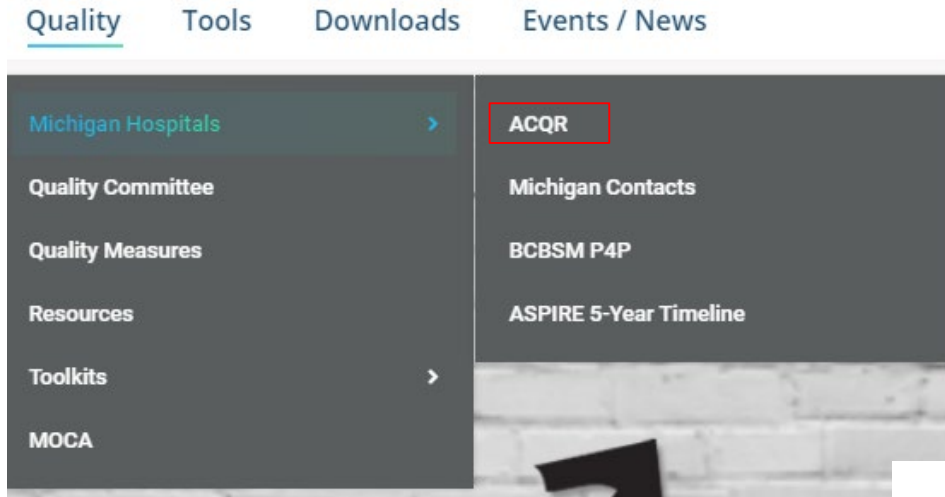 Quality Tools Downloads Events / News
Michigan Hospitals
Quality Committee
Quality Measures
Resources
Toolkits
MOCA
ACQR
Michigan Contacts
BCBSM P4P
ASPIRE 5-Year Timeline